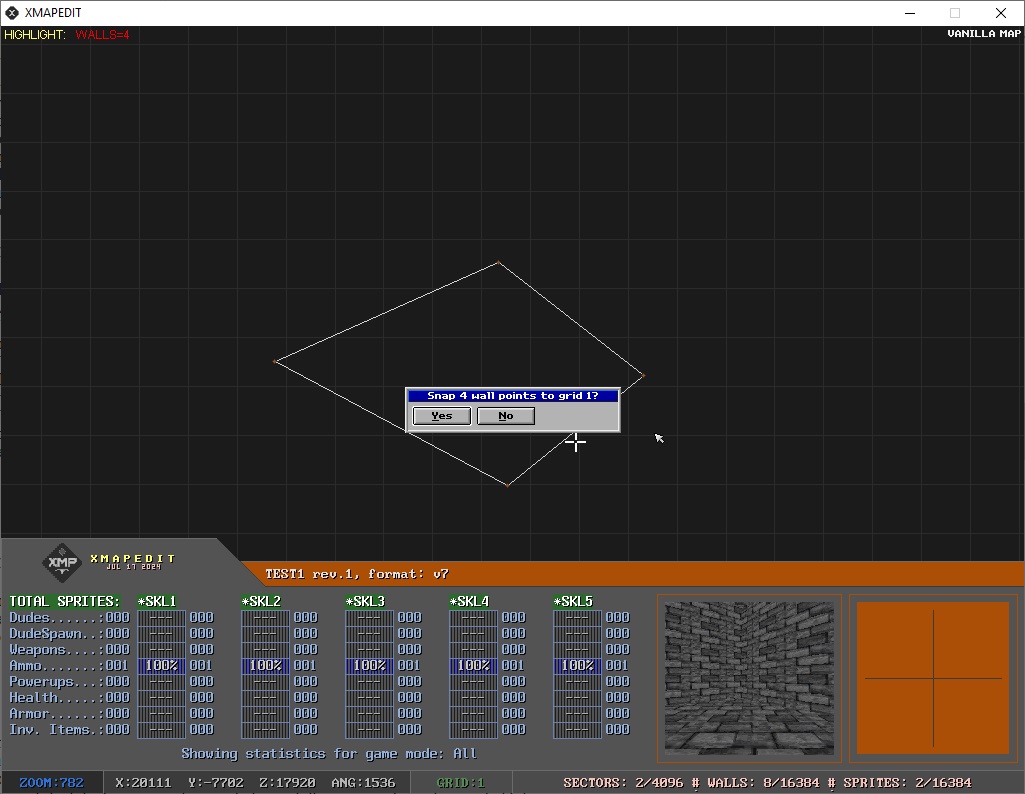 XMAPEDIT
HIGHLIGHT: WALLS=4
VANILLA MAP
Snap 4 wall points to grid 1?
Yes No
XMP XMAPEDIT
JUL 17 2024
TEST1 rev.1, format: v7
TOTAL SPRITES: *SKL1 *SKL2 *SKL3 *SKL4 *SKL5
Dudes......:000 --- 000 --- 000 --- 000 --- 000 --- 000
DudeSpawn..:000 --- 000 --- 000 --- 000 --- 000 --- 000
Weapons....:000 --- 000 --- 000 --- 000 --- 000 --- 000
Ammo.......:001 100% 001 100% 001 100% 001 100% 001 100% 001
Powerups...:000 --- 000 --- 000 --- 000 --- 000 --- 000
Health.....:000 --- 000 --- 000 --- 000 --- 000 --- 000
Armor......:000 --- 000 --- 000 --- 000 --- 000 --- 000
Inv. Items.:000 --- 000 --- 000 --- 000 --- 000 --- 000
Showing statistics for game mode: All
ZOOM:782 X:20111 Y:-7702 Z:17920 ANG:1536 GRID:1 SECTORS: 2/4096 # WALLS: 8/16384 # SPRITES: 2/16384